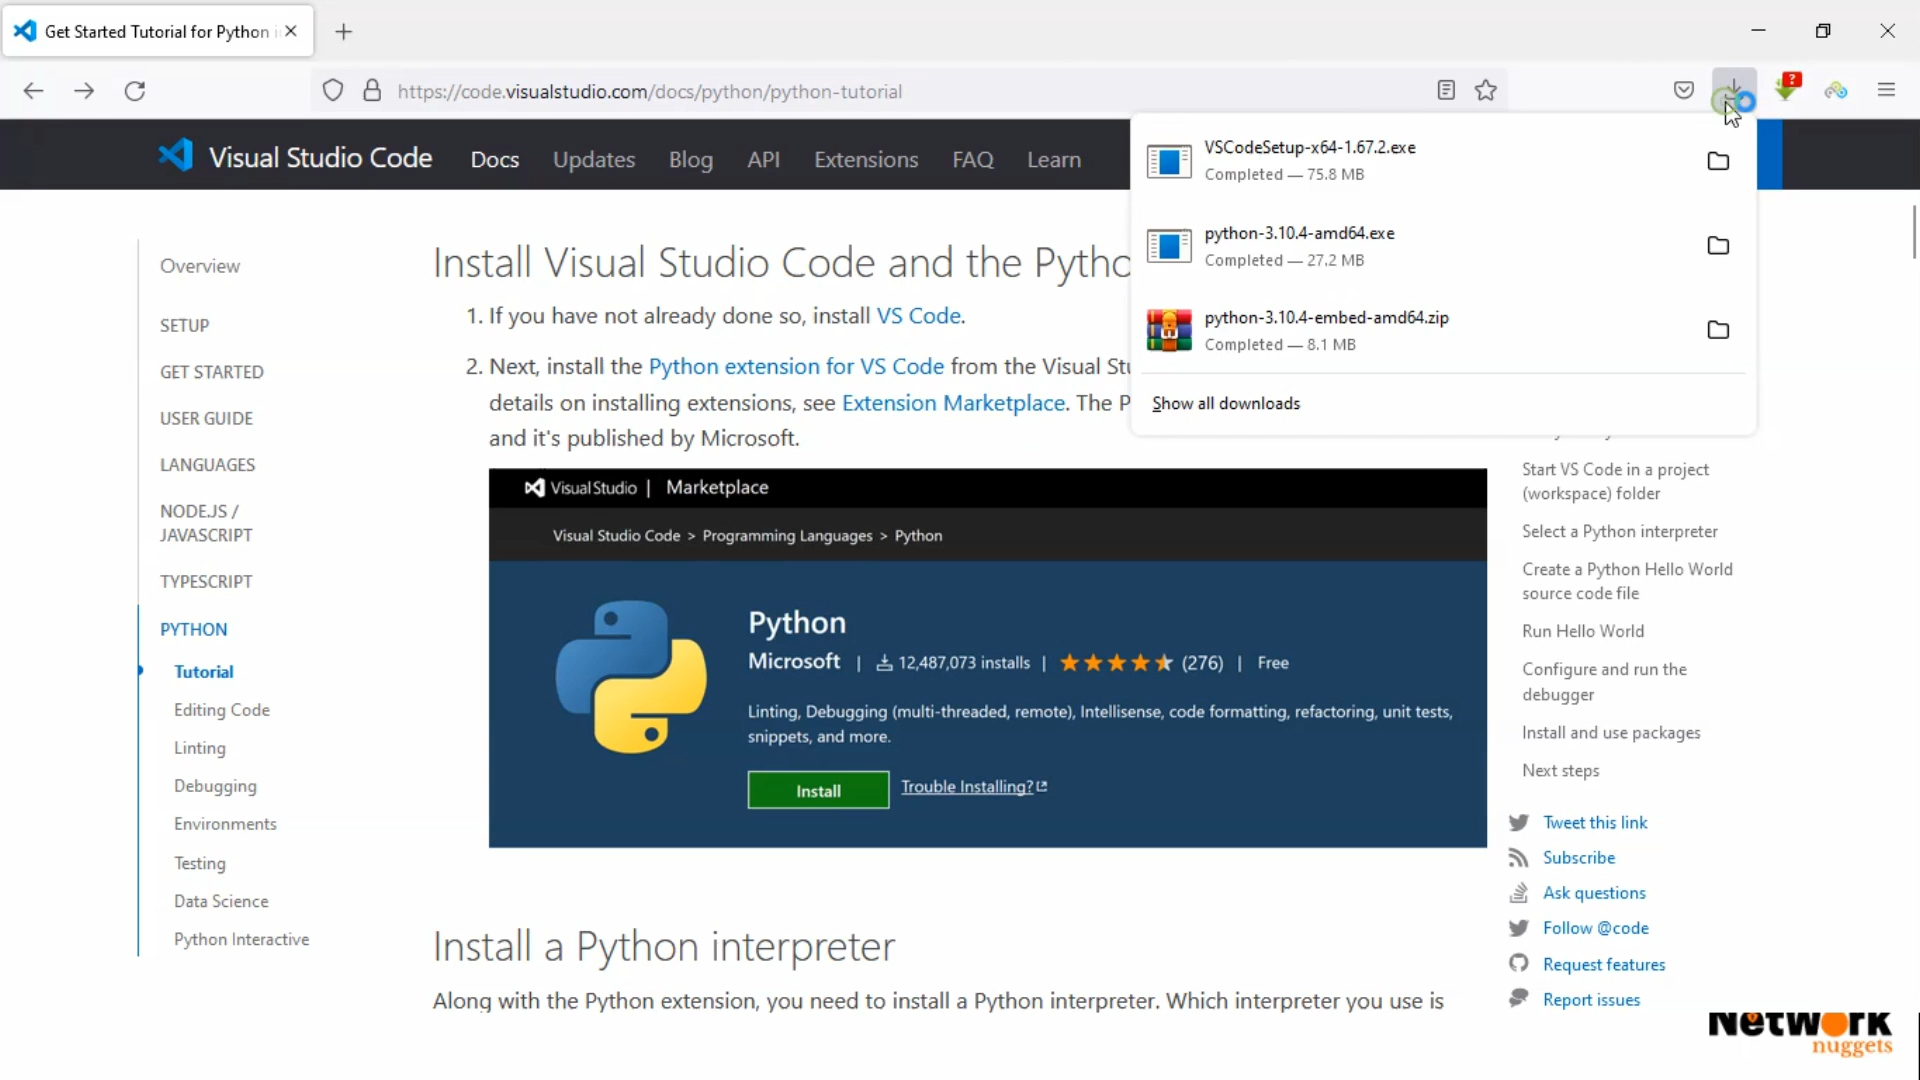 Get Started Tutorial for Python i
https://code.visualstudio.com/docs/python/python-tutorial
?
Visual Studio Code
Docs
Updates
Blog
API
Extensions
FAQ
Learn
VSCodeSetup-x64-1.67.2.exe
Completed — 75.8 MB
python-3.10.4-amd64.exe
Completed — 27.2 MB
python-3.10.4-embed-amd64.zip
Completed — 8.1 MB
Show all downloads
Overview
SETUP
GET STARTED
USER GUIDE
LANGUAGES
NODE.JS /
JAVASCRIPT
TYPESCRIPT
PYTHON
Tutorial
Editing Code
Linting
Debugging
Environments
Testing
Data Science
Python Interactive
Install Visual Studio Code and the Pytho
1. If you have not already done so, install VS Code.
2. Next, install the Python extension for VS Code from the Visual Stu
details on installing extensions, see Extension Marketplace. The P
and it's published by Microsoft.
Visual Studio | Marketplace
Visual Studio Code > Programming Languages > Python
Python
Microsoft | 12,487,073 installs | (276) | Free
Linting, Debugging (multi-threaded, remote), Intellisense, code formatting, refactoring, unit tests,
snippets, and more.
Install
Trouble Installing?
Install a Python interpreter
Along with the Python extension, you need to install a Python interpreter. Which interpreter you use is
Start VS Code in a project
(workspace) folder
Select a Python interpreter
Create a Python Hello World
source code file
Run Hello World
Configure and run the
debugger
Install and use packages
Next steps
Tweet this link
Subscribe
Ask questions
Follow @code
Request features
Report issues
Network
nuggets